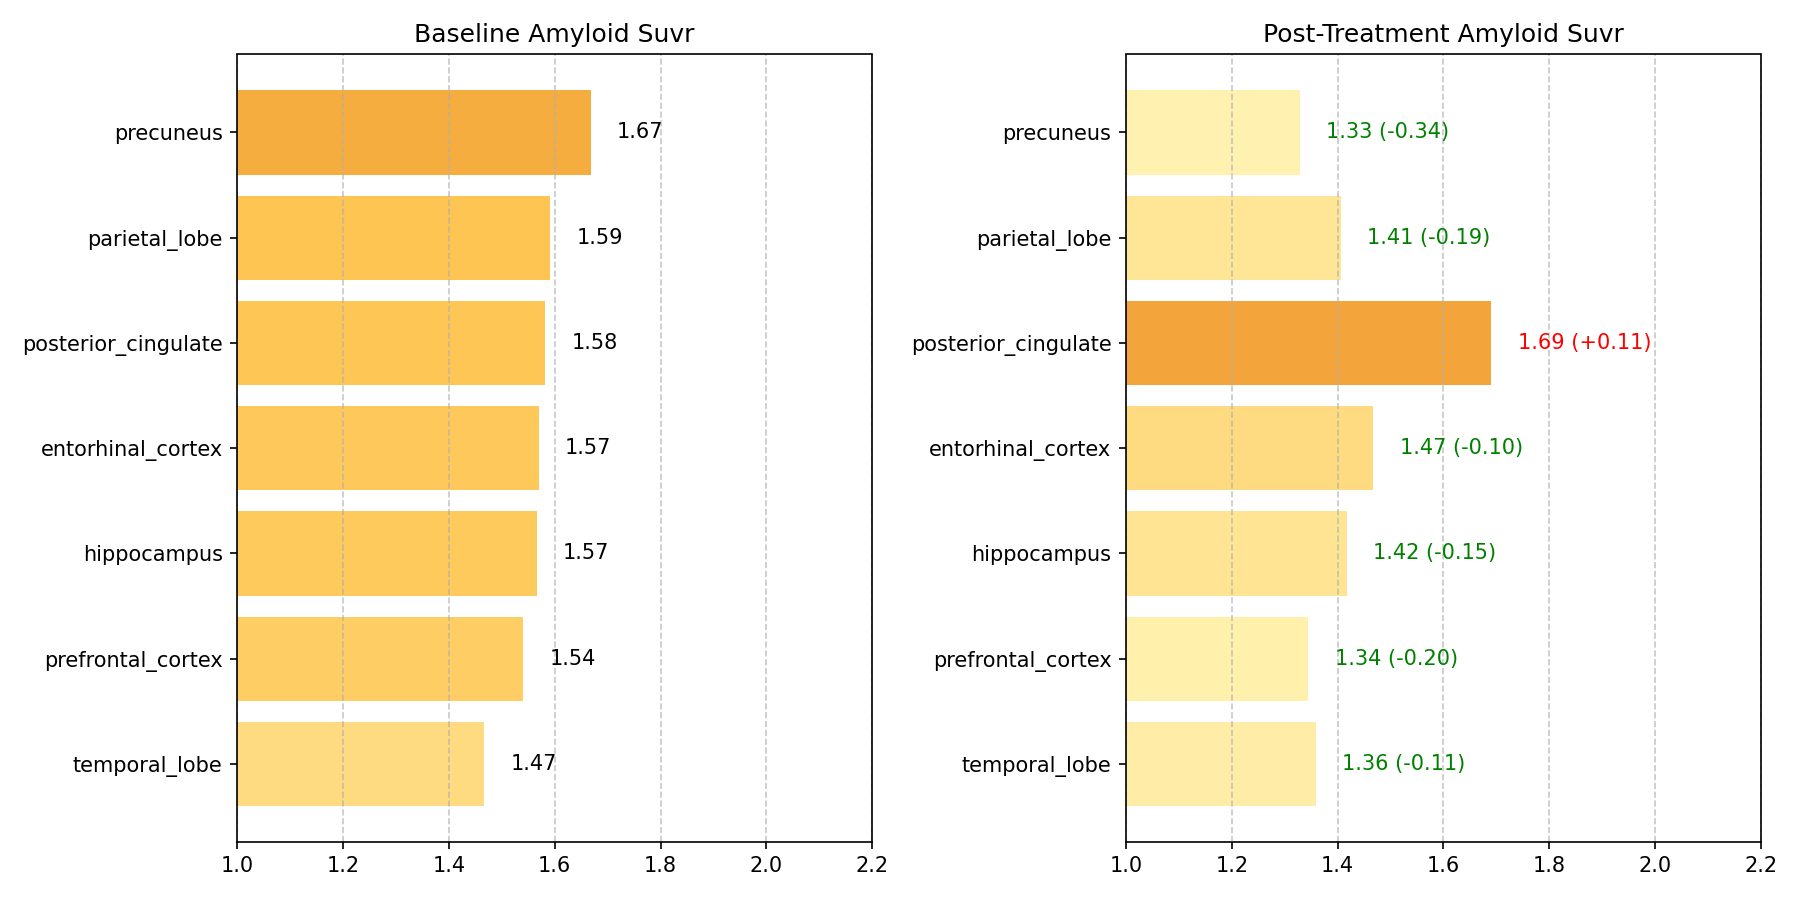 Baseline Amyloid Suvr
precuneus 1.67
parietal_lobe 1.59
posterior_cingulate 1.58
entorhinal_cortex 1.57
hippocampus 1.57
prefrontal_cortex 1.54
temporal_lobe 1.47
1.0 1.2 1.4 1.6 1.8 2.0 2.2
Post-Treatment Amyloid Suvr
precuneus 1.33 (-0.34)
parietal_lobe 1.41 (-0.19)
posterior_cingulate 1.69 (+0.11)
entorhinal_cortex 1.47 (-0.10)
hippocampus 1.42 (-0.15)
prefrontal_cortex 1.34 (-0.20)
temporal_lobe 1.36 (-0.11)
1.0 1.2 1.4 1.6 1.8 2.0 2.2